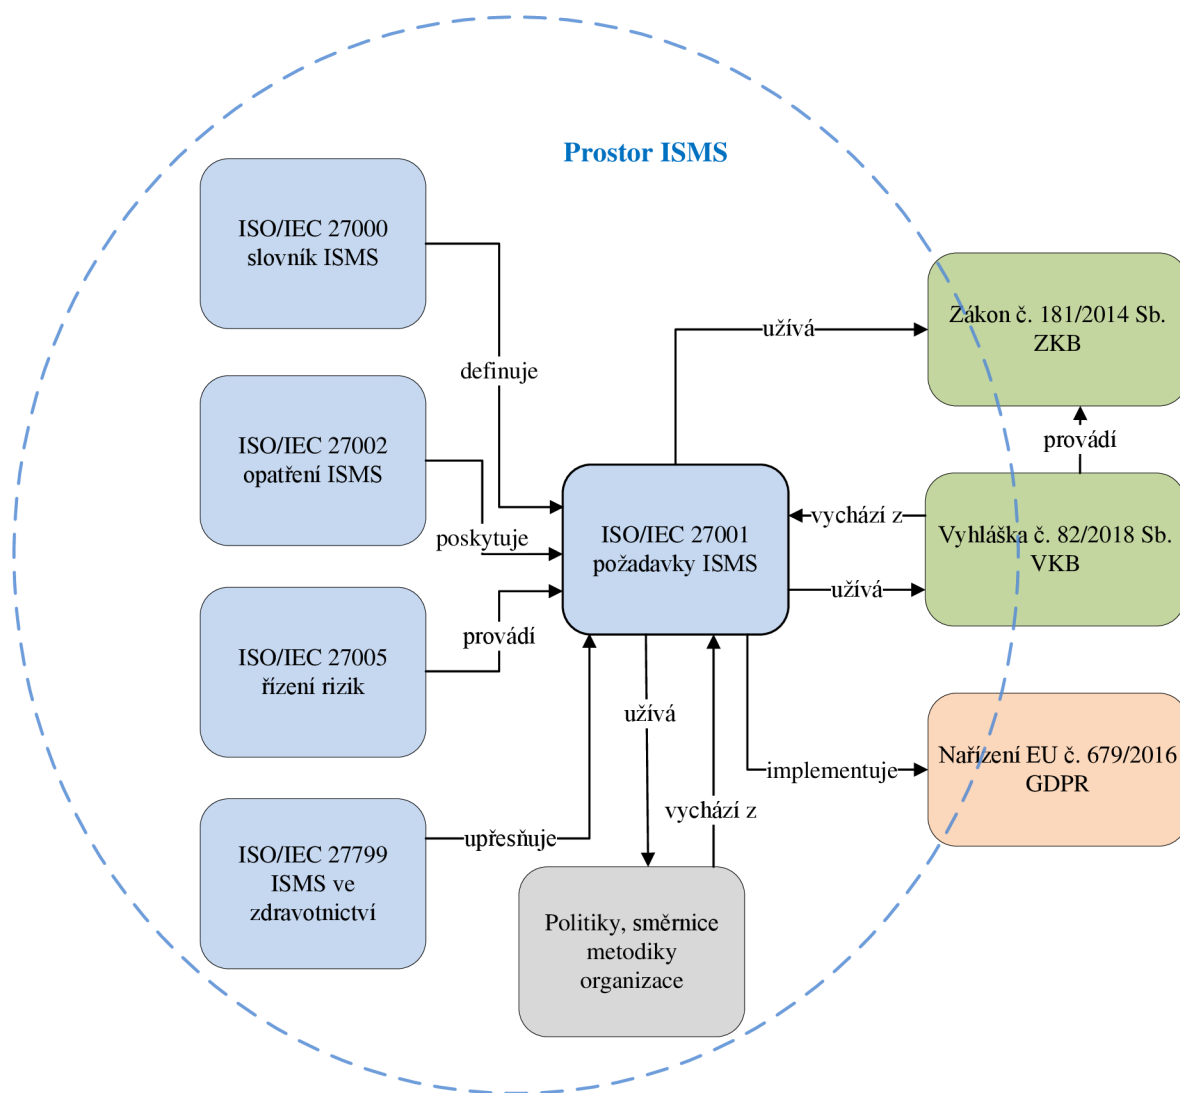 Prostor ISMS
ISO/IEC 27000
slovník ISMS
definuje
ISO/IEC 27002
opatření ISMS
poskytuje
ISO/IEC 27005
řízení rizik
provádí
ISO/IEC 27799
ISMS ve
zdravotnictví
upřesňuje
ISO/IEC 27001
požadavky ISMS
užívá
Zákon č. 181/2014 Sb.
ZKB
provádí
vychází z
Vyhláška č. 82/2018 Sb.
VKB
užívá
užívá
vychází z
implementuje
Nařízení EU č. 679/2016
GDPR
Politiky, směrnice
metodiky
organizace